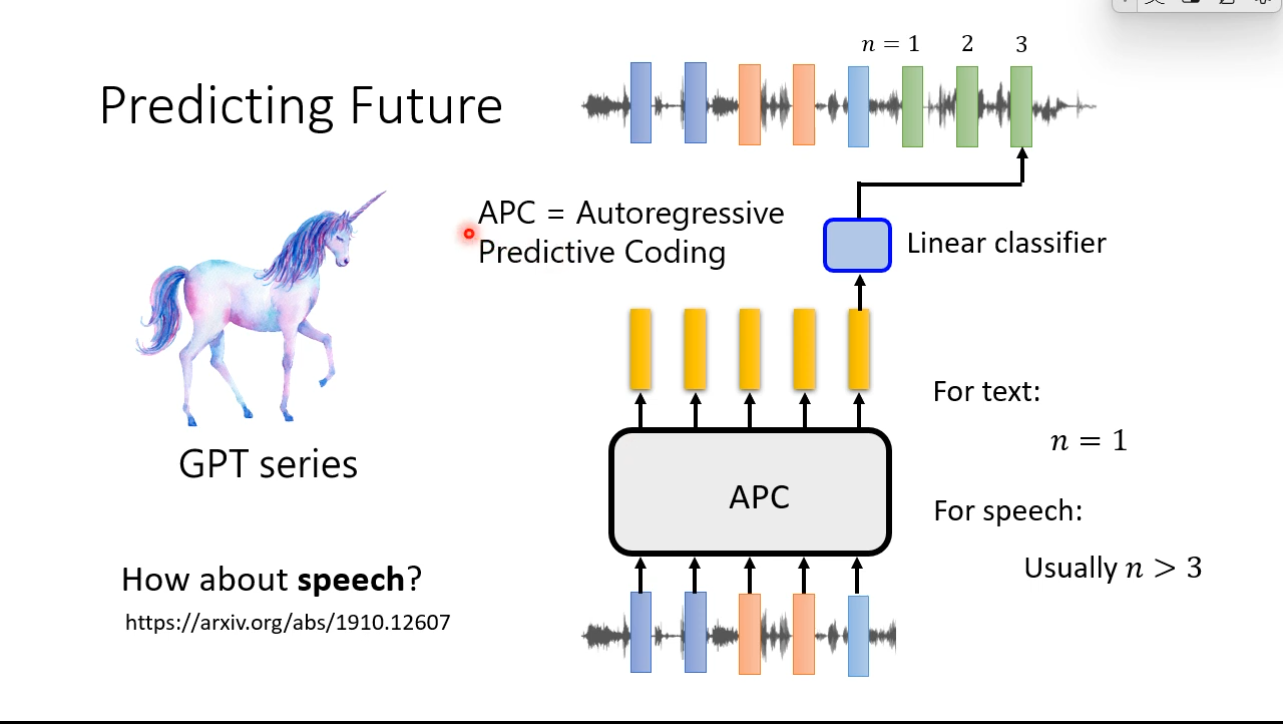 n = 1 2 3
Predicting Future
APC = Autoregressive
Predictive Coding
Linear classifier
For text:
n = 1
GPT series
APC
For speech:
Usually n > 3
How about speech?
https://arxiv.org/abs/1910.12607